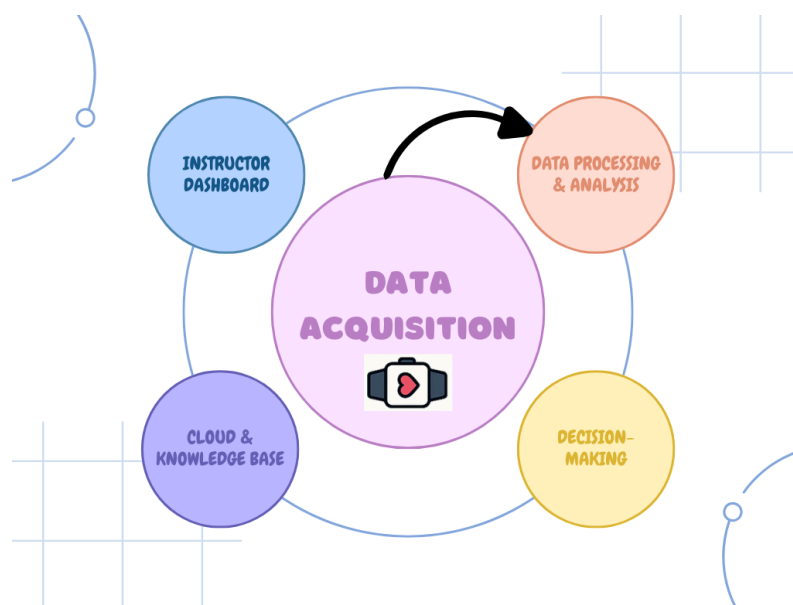 INSTRUCTOR
DASHBOARD
DATA PROCESSING
& ANALYSIS
DATA
ACQUISITION
CLOUD &
KNOWLEDGE BASE
DECISION-
MAKING